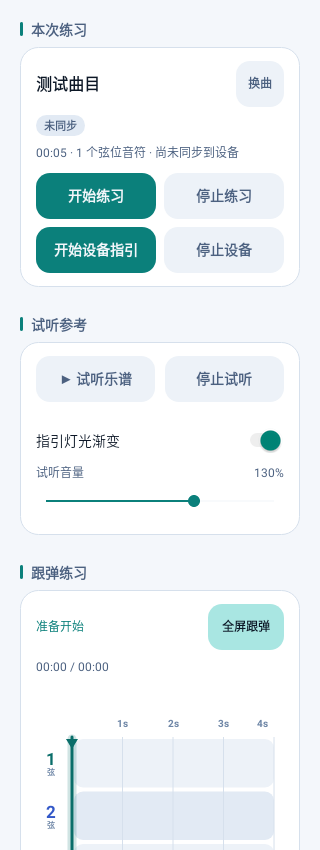 本次练习
测试曲目
换曲
未同步
00:05 · 1 个弦位音符 · 尚未同步到设备
开始练习 停止练习
开始设备指引 停止设备
试听参考
► 试听乐谱 停止试听
指引灯光渐变
试听音量 130%
跟弹练习
准备开始 全屏跟弹
00:00 / 00:00
1s 2s 3s 4s
1
弦
2
弦